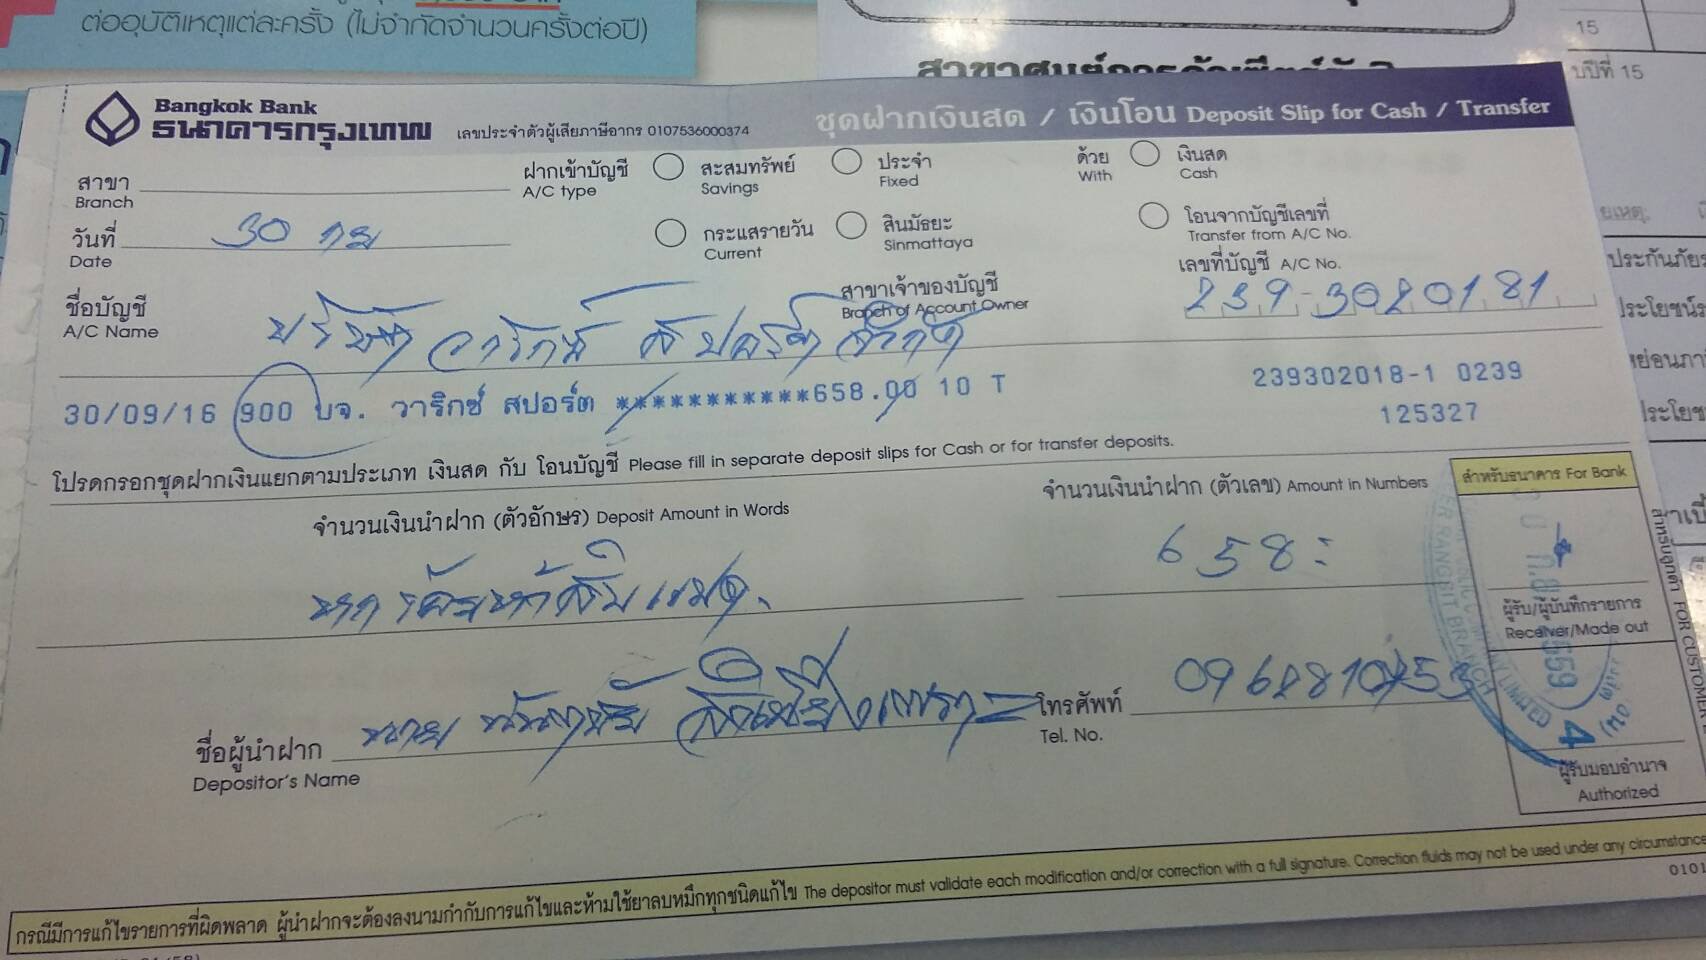 ต่ออุบัติเหตุแต่ละครั้ง (ไม่จำกัดจำนวนครั้งต่อปี)
15
บปีที่ 15
Bangkok Bank
ธนาคารกรุงเทพ
เลขประจำตัวผู้เสียภาษีอากร 0107536000374
ชุดฝากเงินสด / เงินโอน Deposit Slip for Cash / Transfer
สาขา
Branch
ฝากเข้าบัญชี
A/C type
สะสมทรัพย์
Savings
ประจำ
Fixed
ด้วย
With
เงินสด
Cash
วันที่ 30 กย
Date
กระแสรายวัน
Current
สินมัธยะ
Sinmattaya
โอนจากบัญชีเลขที่
Transfer from A/C No.
ชื่อบัญชี
A/C Name
บริษัท วาริกซ์ สปอร์ต จำกัด
สาขาเจ้าของบัญชี
Branch of Account Owner
เลขที่บัญชี A/C No.
239-3020181
30/09/16 900 บจ. วาริกซ์ สปอร์ต ***********658.00 10 T
239302018-1 0239
125327
โปรดกรอกชุดฝากเงินแยกตามประเภท เงินสด กับ โอนบัญชี Please fill in separate deposit slips for Cash or for transfer deposits.
จำนวนเงินนำฝาก (ตัวอักษร) Deposit Amount in Words
จำนวนเงินนำฝาก (ตัวเลข) Amount in Numbers
สำหรับธนาคาร For Bank
หกร้อยห้าสิบแปด
658
ผู้รับ/ผู้บันทึกรายการ
Receiver/Made out
ชื่อผู้นำฝาก นาย
Depositor's Name
โทรศัพท์
Tel. No.
ผู้รับมอบอำนาจ
Authorized
สำหรับลูกค้า FOR CUSTOMER
กรณีมีการแก้ไขรายการที่ผิดพลาด ผู้นำฝากจะต้องลงนามกำกับการแก้ไขและห้ามใช้ยาลบหมึกทุกชนิดแก้ไข The depositor must validate each modification and/or correction with a full signature. Correction fluids may not be used under any circumstance
0101